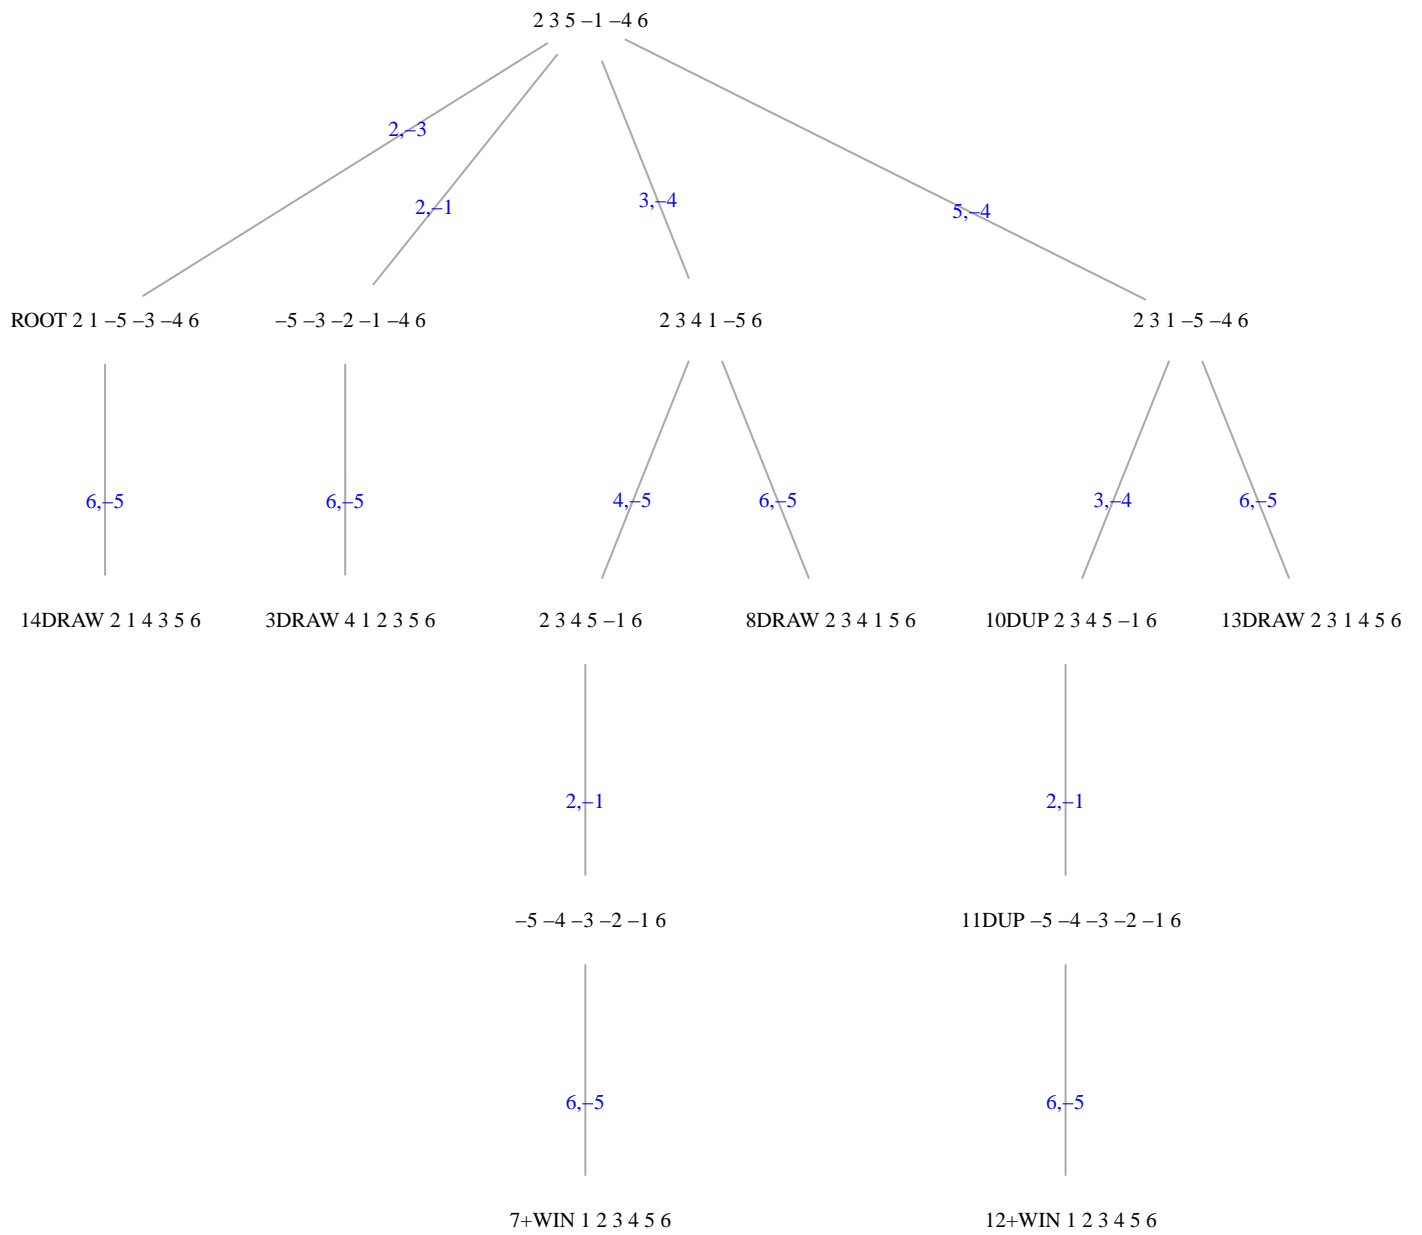 2 3 5 –1 –4 6
2,–3
2,–1
3,–4
5,–4
ROOT 2 1 –5 –3 –4 6
–5 –3 –2 –1 –4 6
2 3 4 1 –5 6
2 3 1 –5 –4 6
6,–5
6,–5
4,–5
6,–5
3,–4
6,–5
14DRAW 2 1 4 3 5 6
3DRAW 4 1 2 3 5 6
2 3 4 5 –1 6
8DRAW 2 3 4 1 5 6
10DUP 2 3 4 5 –1 6
13DRAW 2 3 1 4 5 6
2,–1
2,–1
–5 –4 –3 –2 –1 6
11DUP –5 –4 –3 –2 –1 6
6,–5
6,–5
7+WIN 1 2 3 4 5 6
12+WIN 1 2 3 4 5 6